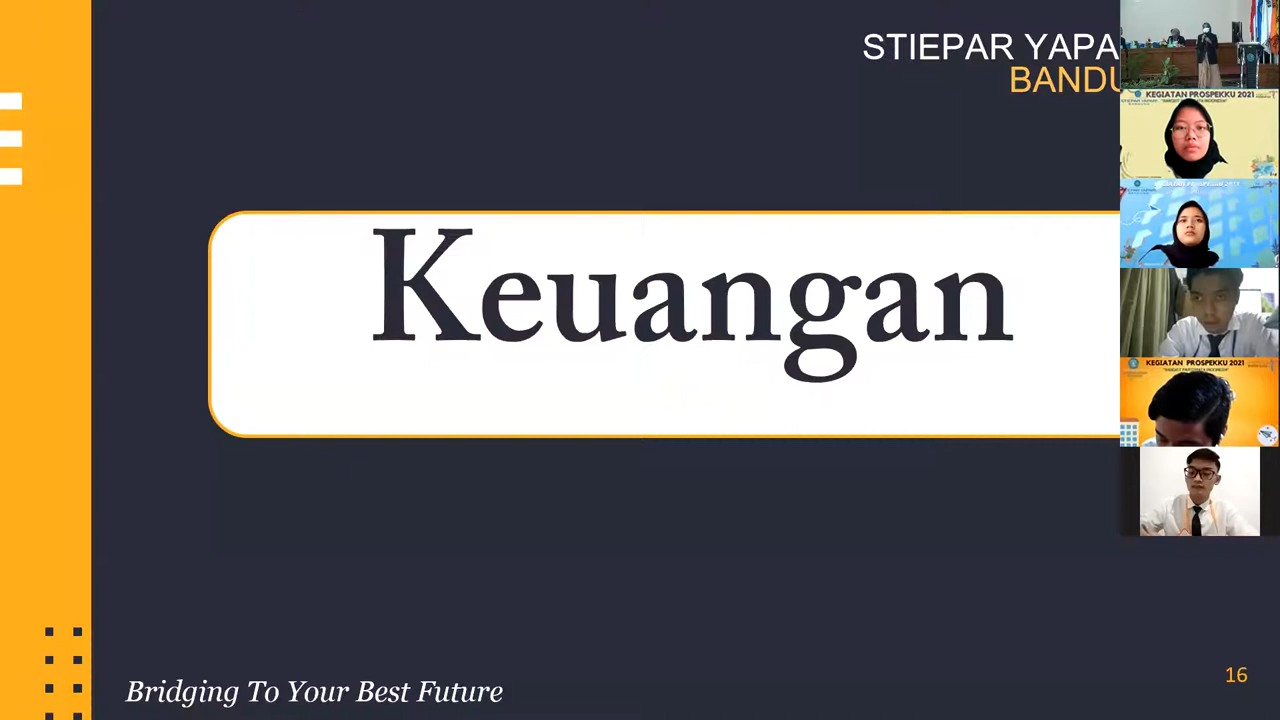 STIEPAR YAPA
BANDU
Keuangan
Bridging To Your Best Future
16
KEGIATAN PROSPEKKU 2021
KEGIATAN PROSPEKKU 2021